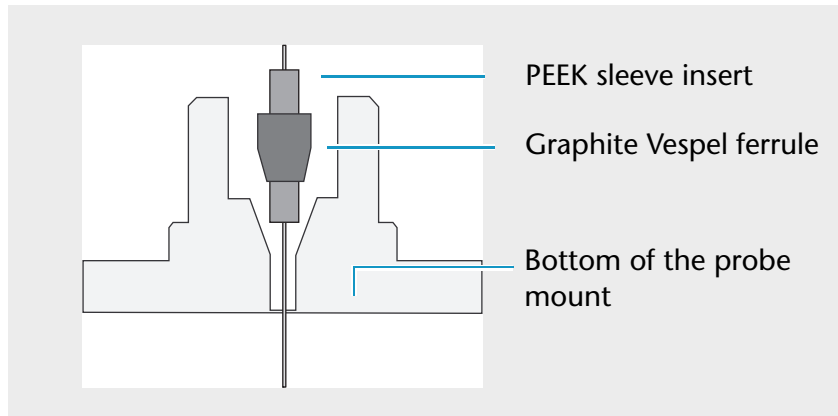 PEEK sleeve insert
Graphite Vespel ferrule
Bottom of the probe
mount